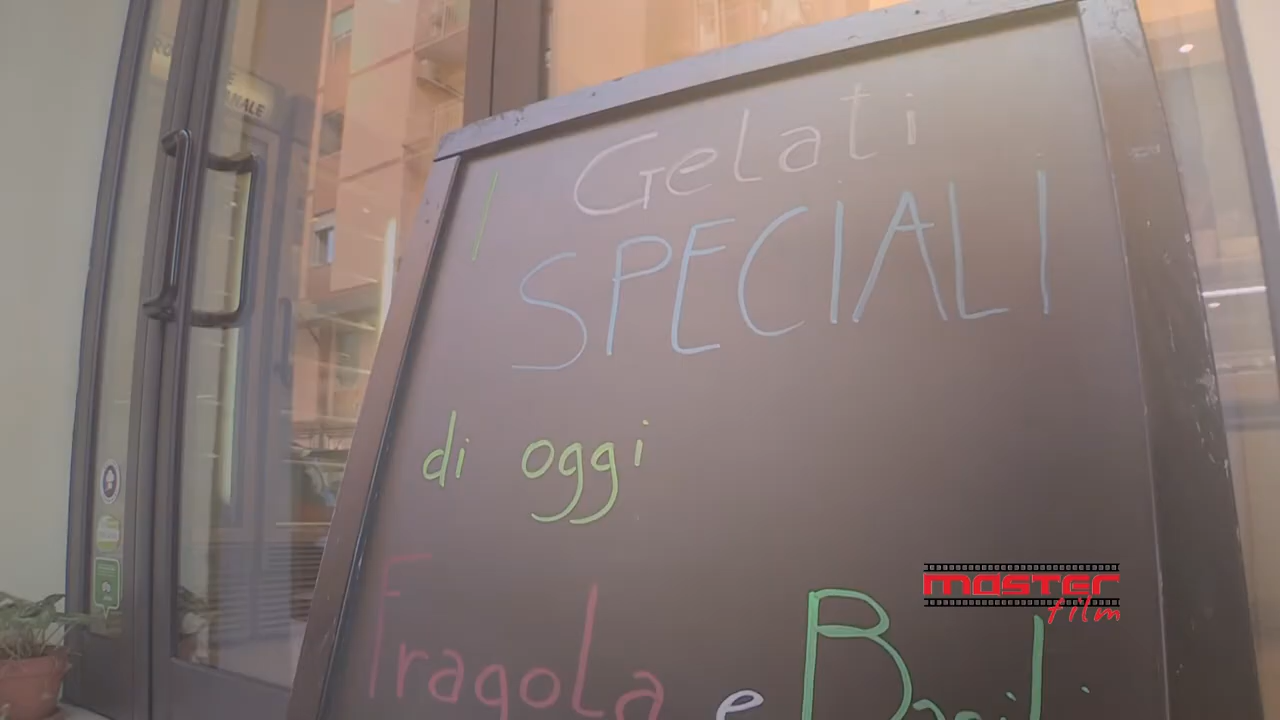 I Gelati
SPECIALI
di oggi
Fragola e
MASTER
film